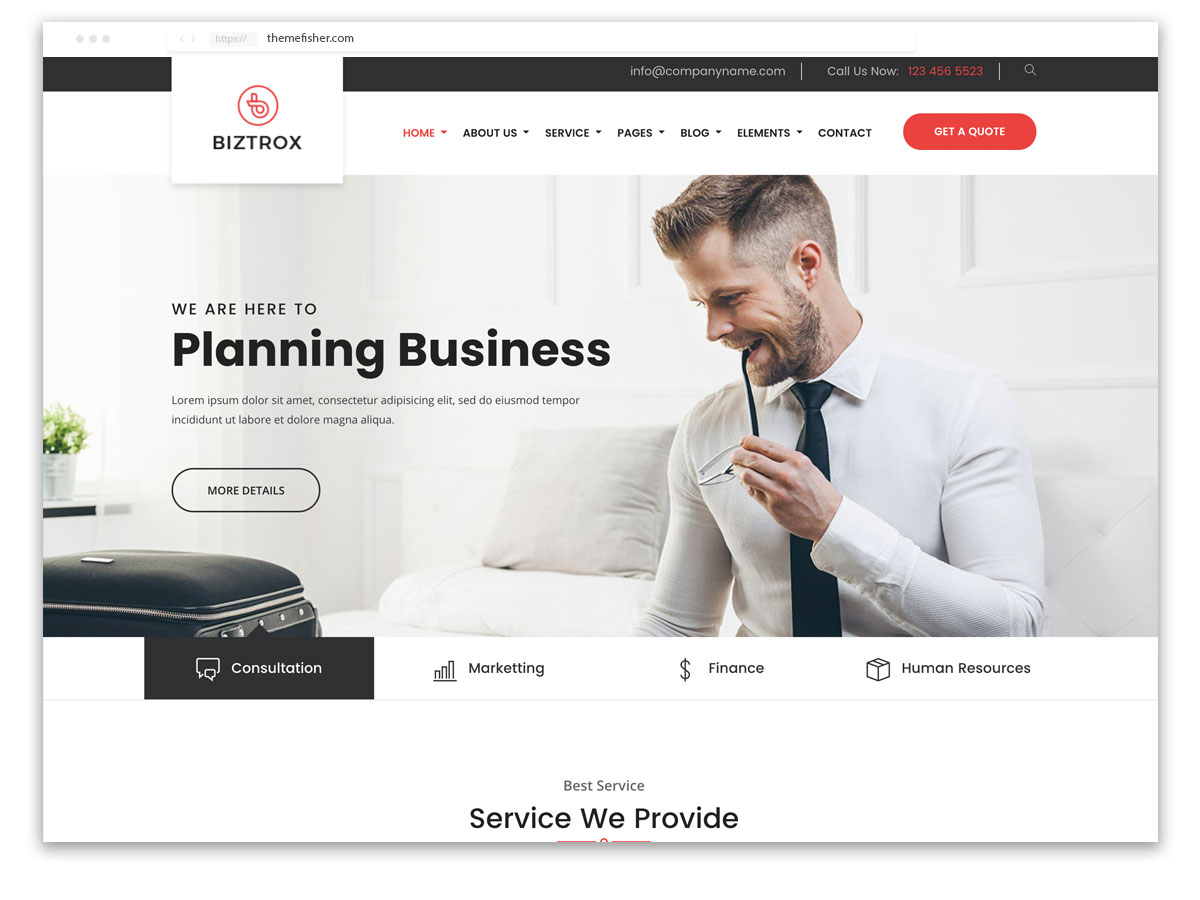 https://
themefisher.com
info@companyname.com
Call Us Now: 123 456 5523
BIZTROX
HOME
ABOUT US
SERVICE
PAGES
BLOG
ELEMENTS
CONTACT
GET A QUOTE
WE ARE HERE TO
Planning Business
Lorem ipsum dolor sit amet, consectetur adipisicing elit, sed do eiusmod tempor
incididunt ut labore et dolore magna aliqua.
MORE DETAILS
Consultation
Marketting
Finance
Human Resources
Best Service
Service We Provide